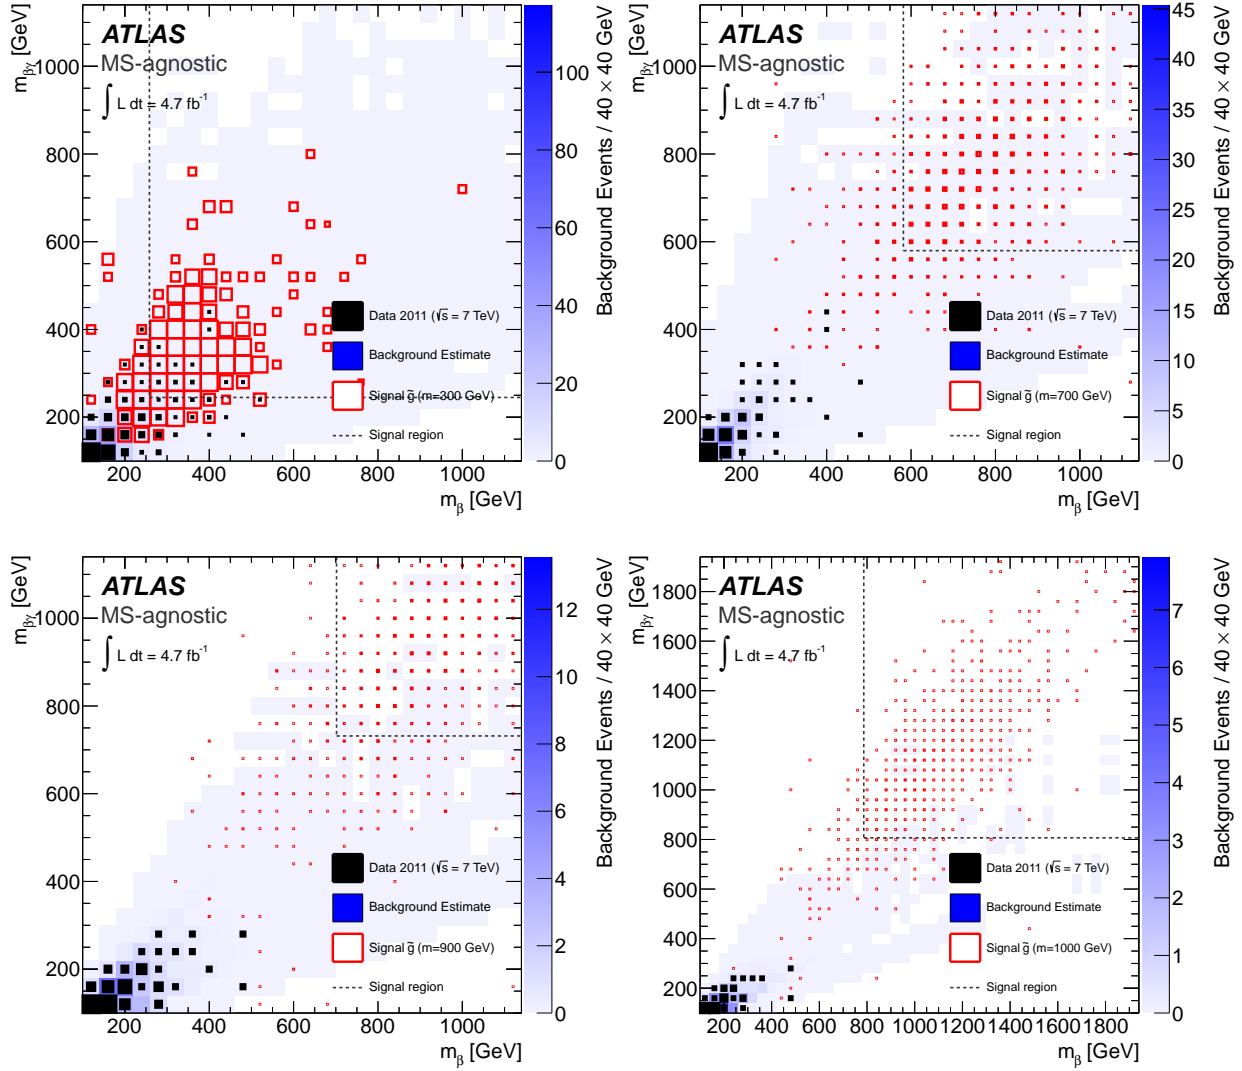 ATLAS
MS-agnostic
∫ L dt = 4.7 fb⁻¹
m_βγ [GeV]
1000
800
600
400
200
200 400 600 800 1000
m_β [GeV]
Data 2011 (√s = 7 TeV)
Background Estimate
Signal g̃ (m=300 GeV)
Signal region
100
80
60
40
20
0
Background Events / 40 × 40 GeV
ATLAS
MS-agnostic
∫ L dt = 4.7 fb⁻¹
m_βγ [GeV]
1000
800
600
400
200
200 400 600 800 1000
m_β [GeV]
Data 2011 (√s = 7 TeV)
Background Estimate
Signal g̃ (m=700 GeV)
Signal region
45
40
35
30
25
20
15
10
5
0
Background Events / 40 × 40 GeV
ATLAS
MS-agnostic
∫ L dt = 4.7 fb⁻¹
m_βγ [GeV]
1000
800
600
400
200
200 400 600 800 1000
m_β [GeV]
Data 2011 (√s = 7 TeV)
Background Estimate
Signal g̃ (m=900 GeV)
Signal region
12
10
8
6
4
2
0
Background Events / 40 × 40 GeV
ATLAS
MS-agnostic
∫ L dt = 4.7 fb⁻¹
m_βγ [GeV]
1800
1600
1400
1200
1000
800
600
400
200
200 400 600 800 1000 1200 1400 1600 1800
m_β [GeV]
Data 2011 (√s = 7 TeV)
Background Estimate
Signal g̃ (m=1000 GeV)
Signal region
7
6
5
4
3
2
1
0
Background Events / 40 × 40 GeV